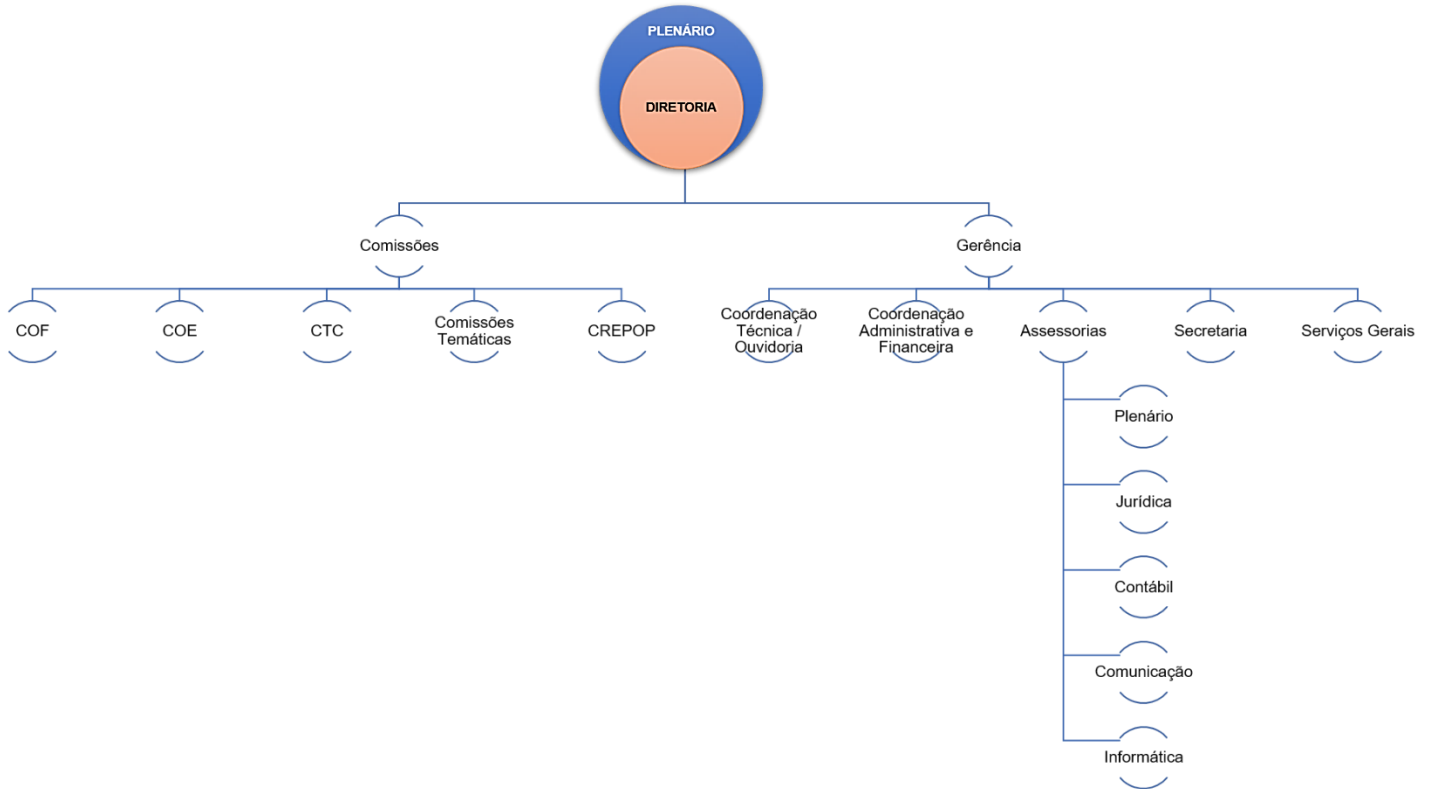 PLENÁRIO
DIRETORIA
Comissões
Gerência
COF
COE
CTC
Comissões
Temáticas
CREPOP
Coordenação
Técnica /
Ouvidoria
Coordenação
Administrativa e
Financeira
Assessorias
Secretaria
Serviços Gerais
Plenário
Jurídica
Contábil
Comunicação
Informática